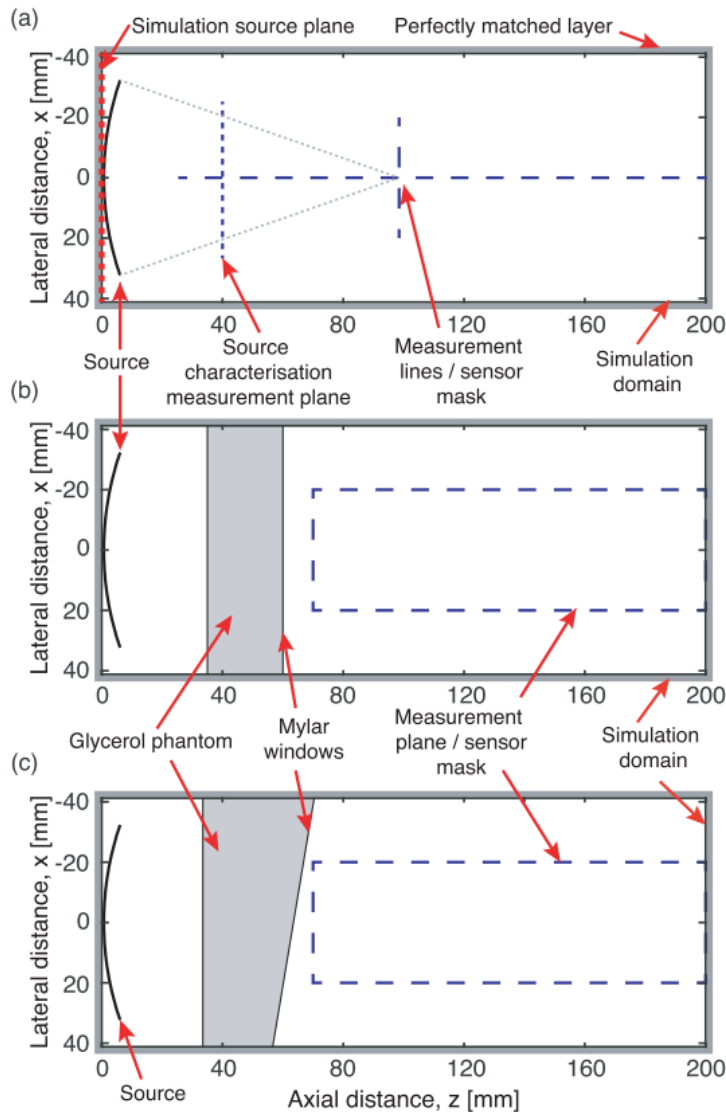 (a)
Simulation source plane
Perfectly matched layer
Lateral distance, x [mm]
-40
-20
0
20
40
0
40
80
120
160
200
Source
Source
characterisation
measurement plane
Measurement
lines / sensor
mask
Simulation
domain
(b)
Lateral distance, x [mm]
-40
-20
0
20
40
0
40
80
120
160
200
Glycerol phantom
Mylar
windows
Measurement
plane / sensor
mask
Simulation
domain
(c)
Lateral distance, x [mm]
-40
-20
0
20
40
0
40
80
120
160
200
Source
Axial distance, z [mm]